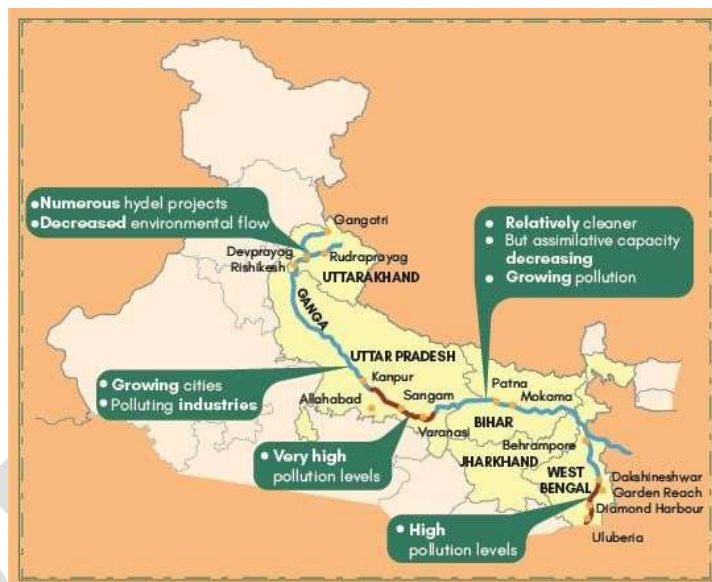 ●Numerous hydel projects
●Decreased environmental flow
Gangatri
Devprayag
Rishikesh
Rudraprayag
UTTARAKHAND
● Relatively cleaner
● But assimilative capacity
decreasing
● Growing pollution
GANGA
UTTAR PRADESH
● Growing cities
● Polluting industries
Kanpur
Allahabad
Sangam
Varanasi
Patna
Mokama
BIHAR
● Very high
pollution levels
JHARKHAND
Behrampore
WEST
BENGAL
Dakshineshwar
Garden Reach
Diamond Harbour
Uluberia
● High
pollution levels